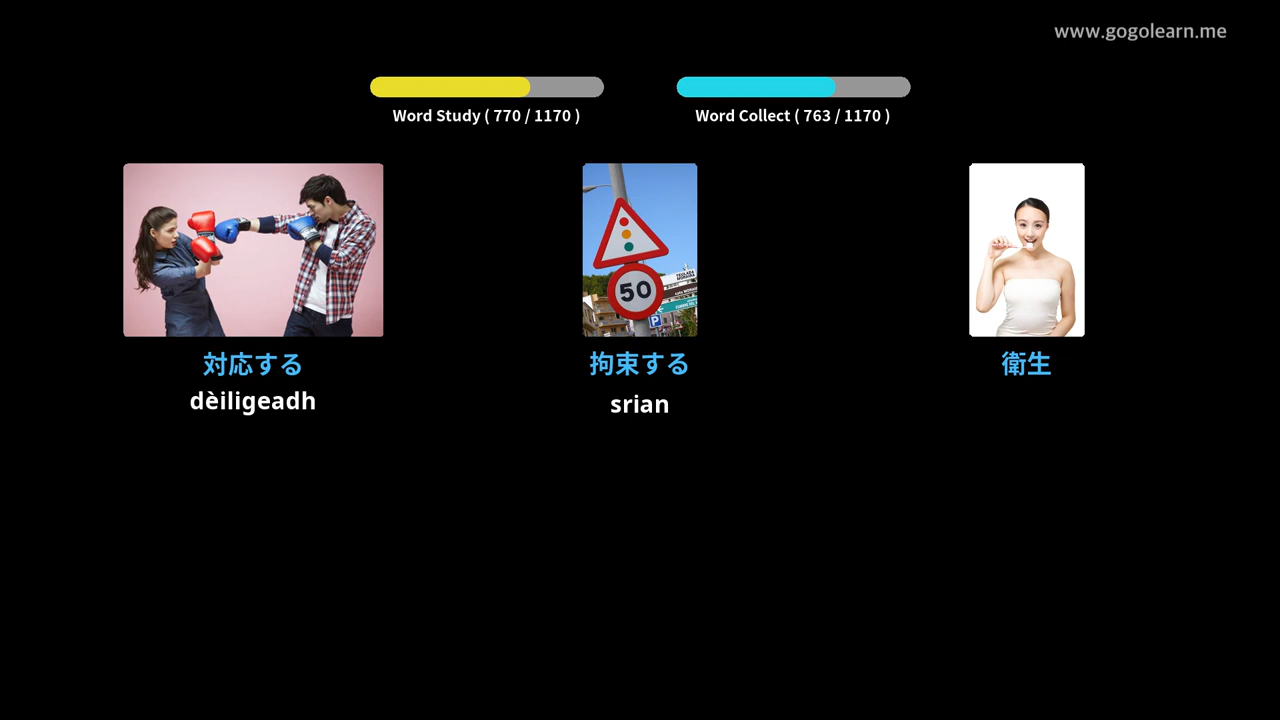 www.gogolearn.me
Word Study ( 770 / 1170 )
Word Collect ( 763 / 1170 )
50
P
対応する
拘束する
衛生
dèiligeadh
srian